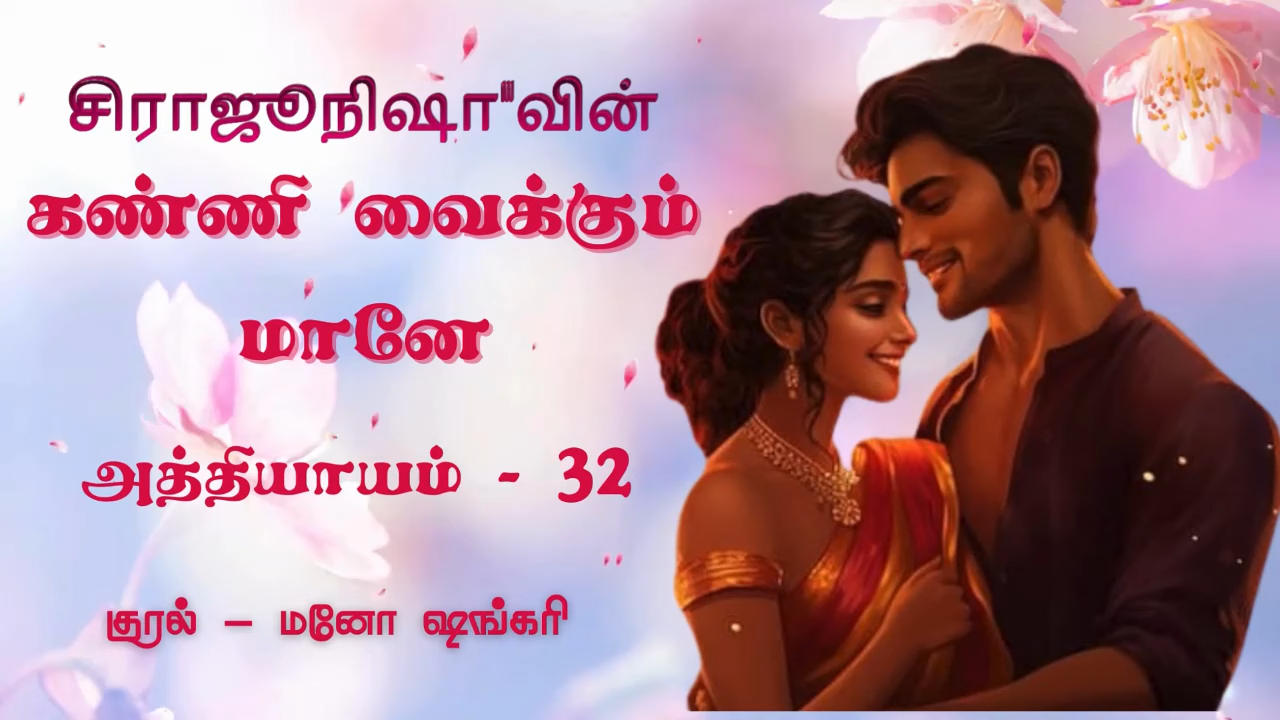 சிராஜூநிஷா"வின்
கண்ணி வைக்கும்
மானே
அத்தியாயம் - 32
குரல் – மனோ ஷங்கரி